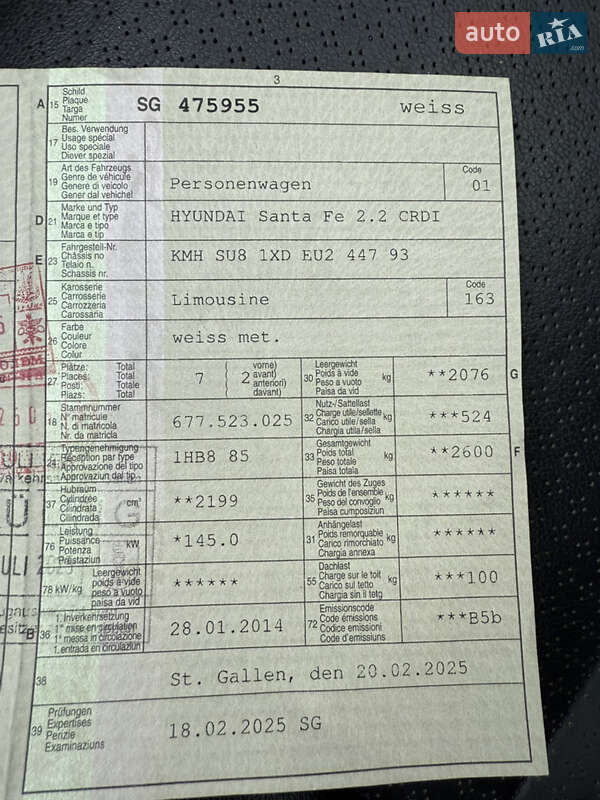 auto RIA .com
3
A 15 Schild Plaque Targa Numer SG 475955 weiss
17 Bes. Verwendung Usage spécial Uso speciale Diever spezial
19 Art des Fahrzeugs Genre de véhicule Genere di veicolo Gener dal vehichel Personenwagen Code 01
D 21 Marke und Typ Marque et type Marca e tipo Marca e tip HYUNDAI Santa Fe 2.2 CRDI
E 23 Fahrgestell-Nr. Châssis no Telaio n. Schassis nr. KMH SU8 1XD EU2 447 93
25 Karosserie Carrosserie Carrozzeria Carossaria Limousine Code 163
26 Farbe Couleur Colore Colur weiss met.
27 Plätze: Total Places: Total Posti: Totale Plazs: Total 7 ( 2 vorne) avant) anteriori) davant)
30 Leergewicht Poids à vide Peso a vuoto Paisa da vid kg **2076 G
18 Stammnummer N° matricule N. di matricola Nr. da matricla 677.523.025
32 Nutz-/Sattellast Charge utile/sellette Carico utile/sella Chargia utila/sella kg ***524
24 Typengenehmigung Réception par type Approvazione del tipo Approvaziun dal tip 1HB8 85
33 Gesamtgewicht Poids total Peso totale Paisa totala kg **2600 F
37 Hubraum Cylindrée Cilindrata Cilindrada cm³ **2199
35 Gewicht des Zuges Poids de l'ensemble Peso del convoglio Paisa cumposiziun kg ******
76 Leistung Puissance Potenza Prestaziun kW *145.0
31 Anhängelast Poids remorquable Carico rimorchiato Chargia annexa kg ******
78 kW/kg Leergewicht poids à vide peso a vuoto paisa da vid ******
55 Dachlast Charge sur le toit Carico sul tetto Chargia sin il tetg kg ***100
B 36 1. Inverkehrsetzung 1re mise en circulation 1a messa in circolazione 1. entrada en circulaziun 28.01.2014
72 Emissionscode Code émissions Codice emissioni Code d'emissiuns ***B5b
38 St. Gallen, den 20.02.2025
39 Prüfungen Expertises Perizie Examinaziuns 18.02.2025 SG